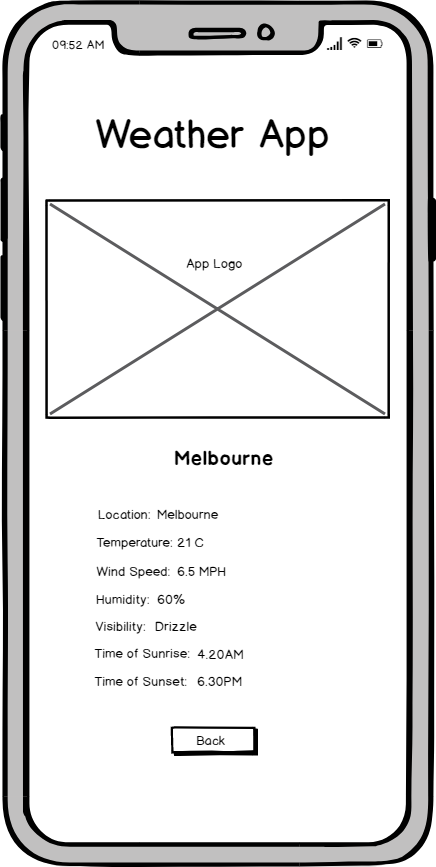 09:52 AM
Weather App
App Logo
Melbourne
Location: Melbourne
Temperature: 21 C
Wind Speed: 6.5 MPH
Humidity: 60%
Visibility: Drizzle
Time of Sunrise: 4.20AM
Time of Sunset: 6.30PM
Back